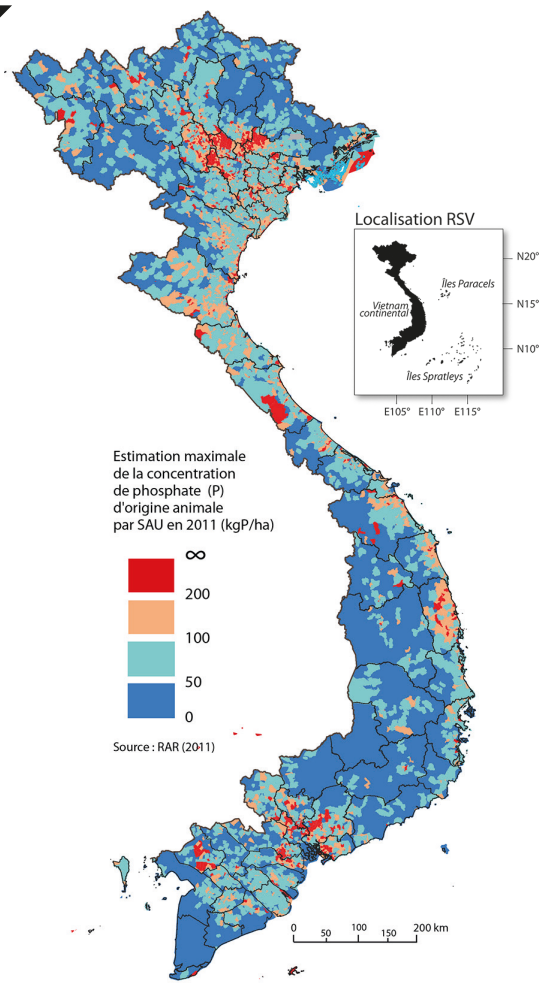 Localisation RSV
N20°
Îles Paracels
Vietnam
continental
N15°
N10°
Îles Spratleys
E105° E110° E115°
Estimation maximale
de la concentration
de phosphate (P)
d'origine animale
par SAU en 2011 (kgP/ha)
∞
200
100
50
0
Source : RAR (2011)
0 50 100 150 200 km